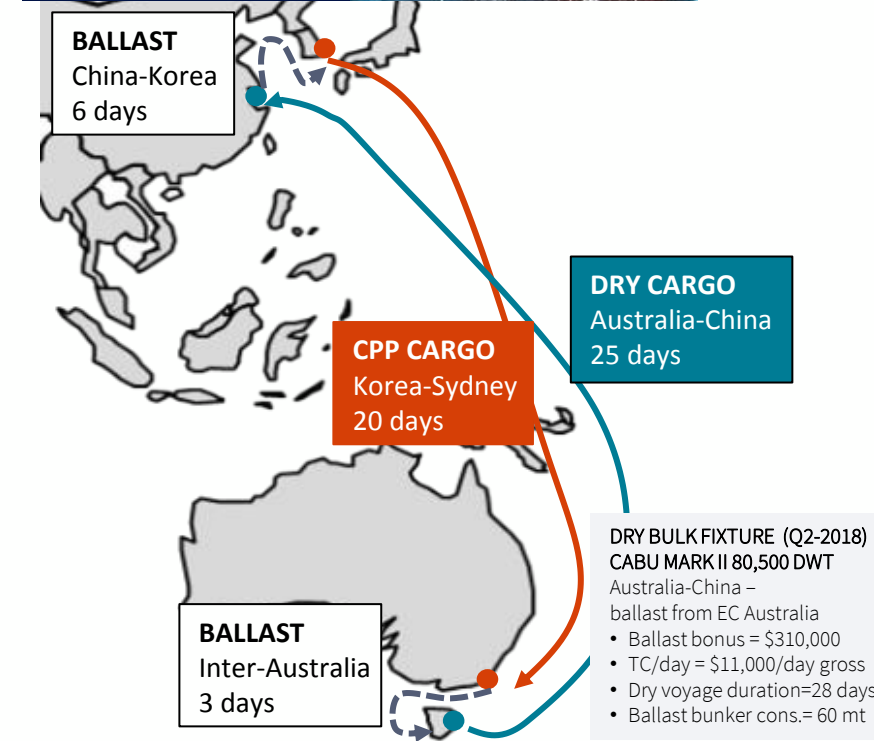 BALLAST
China-Korea
6 days
DRY CARGO
Australia-China
25 days
CPP CARGO
Korea-Sydney
20 days
BALLAST
Inter-Australia
3 days
DRY BULK FIXTURE (Q2-2018)
CABU MARK II 80,500 DWT
Australia-China –
ballast from EC Australia
• Ballast bonus = $310,000
• TC/day = $11,000/day gross
• Dry voyage duration=28 days
• Ballast bunker cons.= 60 mt